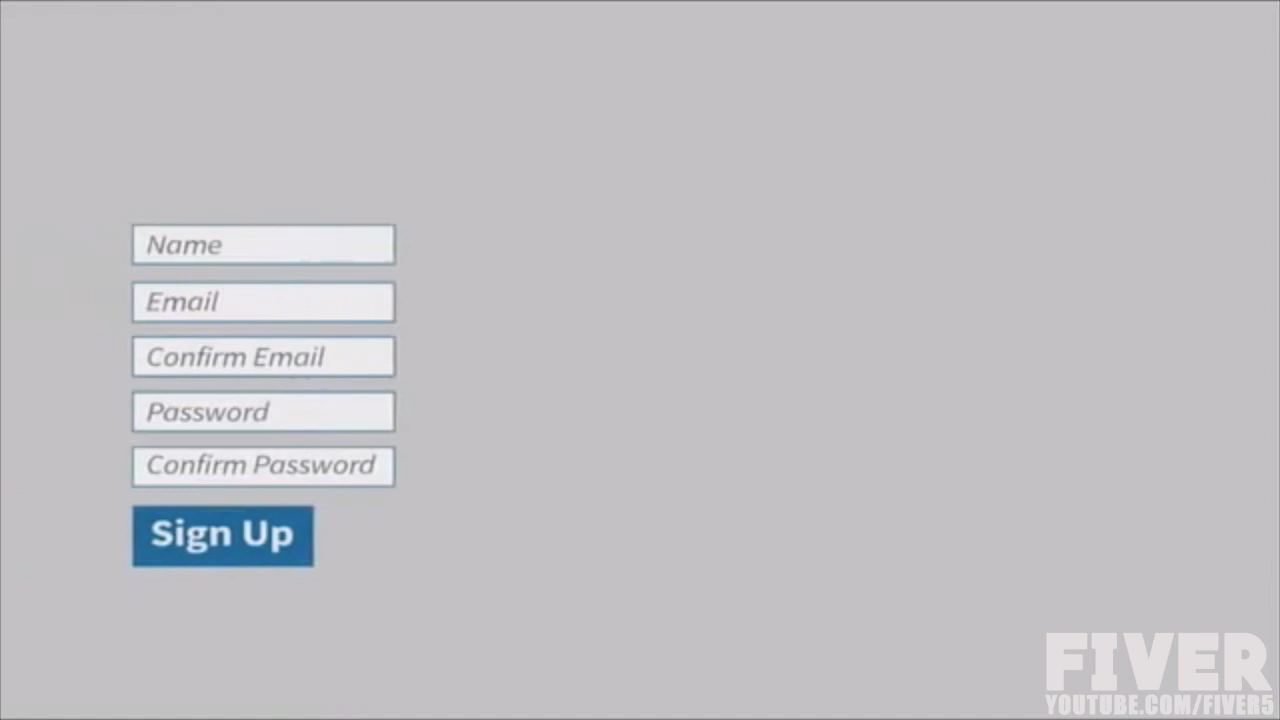 Name
Email
Confirm Email
Password
Confirm Password
Sign Up
FIVER
YOUTUBE.COM/FIVER5